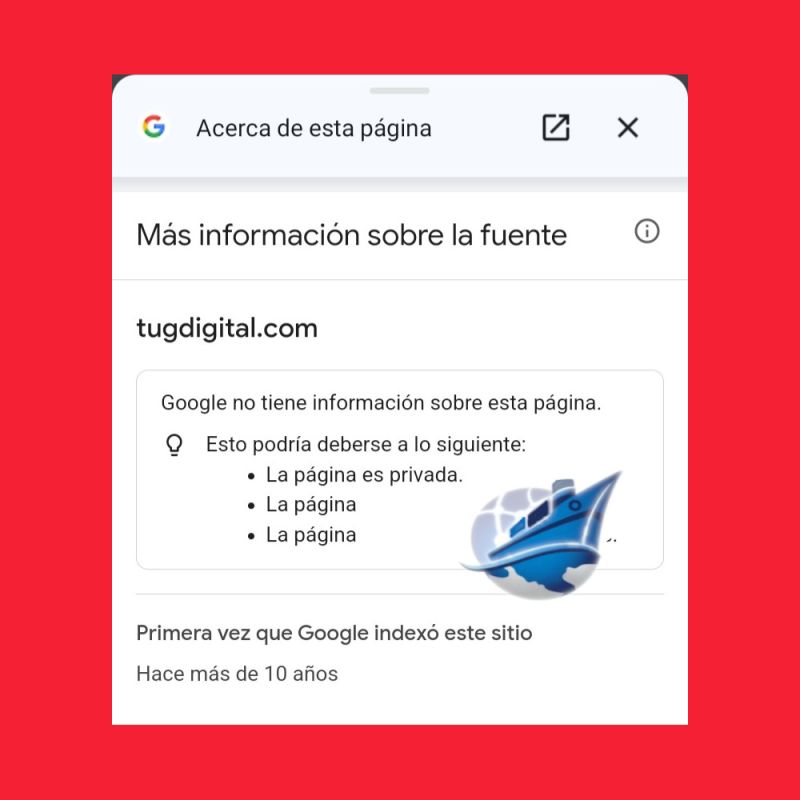 Acerca de esta página
Más información sobre la fuente
tugdigital.com
Google no tiene información sobre esta página.
Esto podría deberse a lo siguiente:
• La página es privada.
• La página
• La página
Primera vez que Google indexó este sitio
Hace más de 10 años